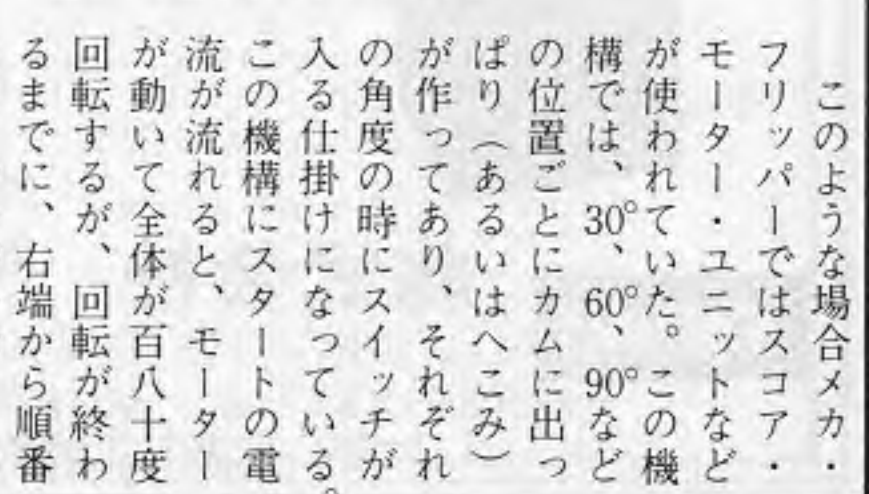 このような場合メカ・
フリッパーではスコア・
モーター・ユニットなど
が使われていた。この機
構では、30°、60°、90°など
の位置ごとにカムに出っ
ぱり（あるいはへこみ）
が作ってあり、それぞれ
の角度の時にスイッチが
入る仕掛けになっている。
この機構にスタートの電
流が流れると、モーター
が動いて全体が百八十度
回転するが、回転が終わ
るまでに、右端から順番